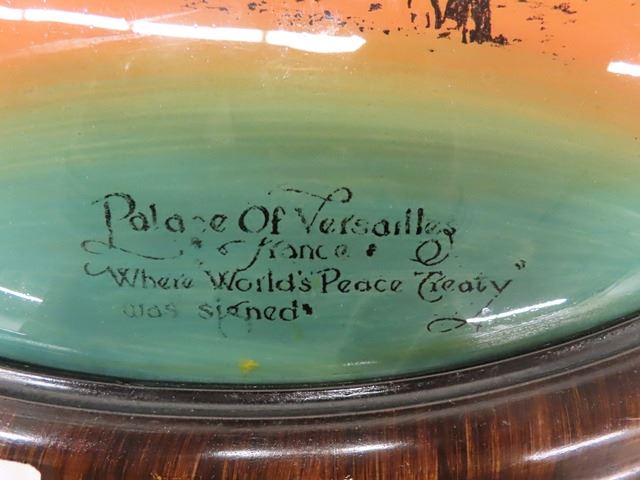 Palace Of Versailles
France
"Where World's Peace Treaty"
was signed